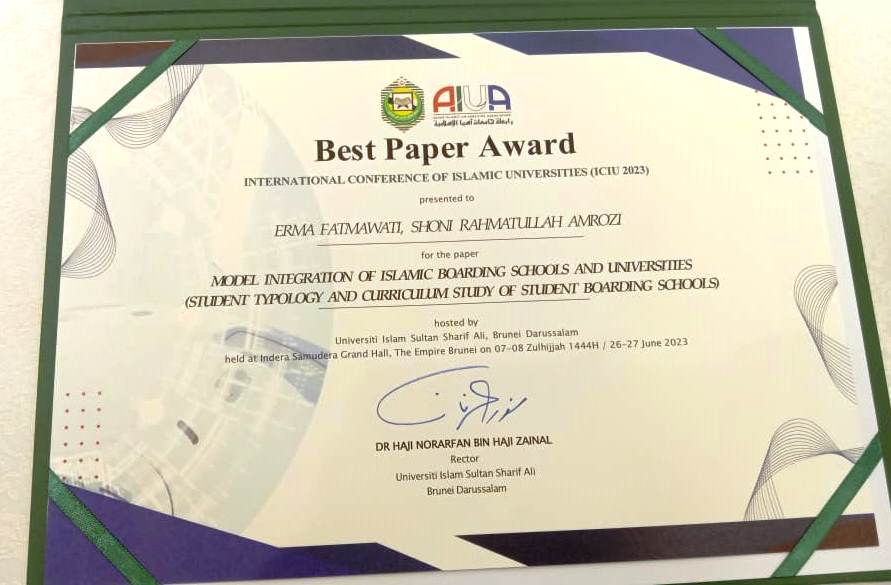 AIUA
رابطة جامعات آسيا الإسلامية
Best Paper Award
INTERNATIONAL CONFERENCE OF ISLAMIC UNIVERSITIES (ICIU 2023)
presented to
ERMA FATMAWATI, SHONI RAHMATULLAH AMROZI
for the paper
MODEL INTEGRATION OF ISLAMIC BOARDING SCHOOLS AND UNIVERSITIES
(STUDENT TYPOLOGY AND CURRICULUM STUDY OF STUDENT BOARDING SCHOOLS)
hosted by
Universiti Islam Sultan Sharif Ali, Brunei Darussalam
held at Indera Samudera Grand Hall, The Empire Brunei on 07-08 Zulhijjah 1444H / 26-27 June 2023
DR HAJI NORARFAN BIN HAJI ZAINAL
Rector
Universiti Islam Sultan Sharif Ali
Brunei Darussalam